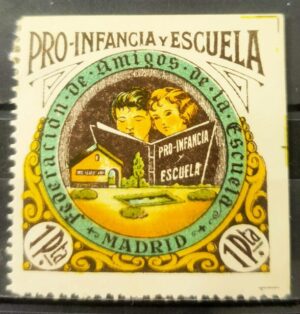 PRO-INFANCIA Y ESCUELA
Federación·de·Amigos·de·la·Escuela
PRO-INFANCIA
Y
ESCUELA
MADRID
1 Pta
1 Pta.